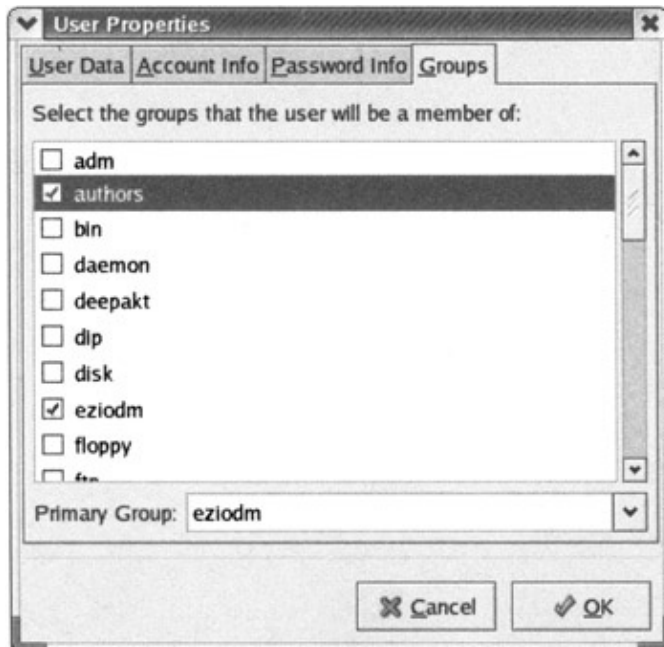 User Properties
User Data Account Info Password Info Groups
Select the groups that the user will be a member of:
adm
authors
bin
daemon
deepakt
dip
disk
eziodm
floppy
Primary Group: eziodm
Cancel OK